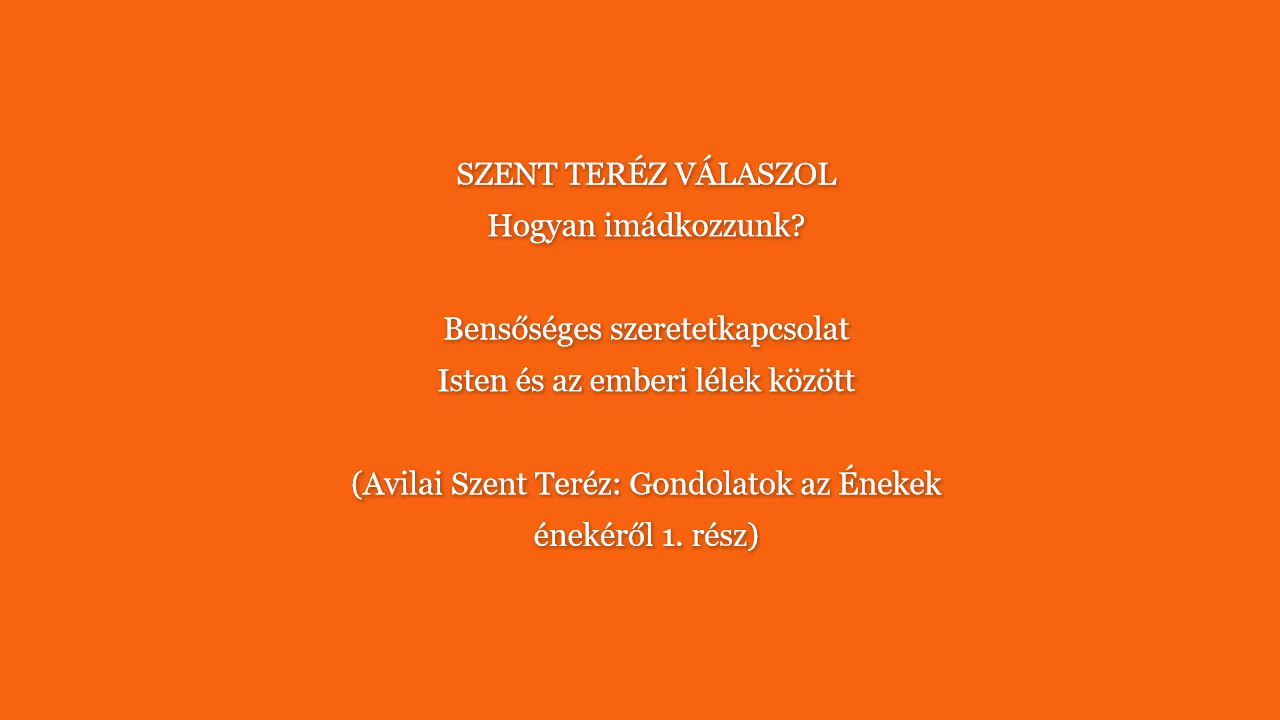 SZENT TERÉZ VÁLASZOL
Hogyan imádkozzunk?
Bensőséges szeretetkapcsolat
Isten és az emberi lélek között
(Avilai Szent Teréz: Gondolatok az Énekek
énekéről 1. rész)